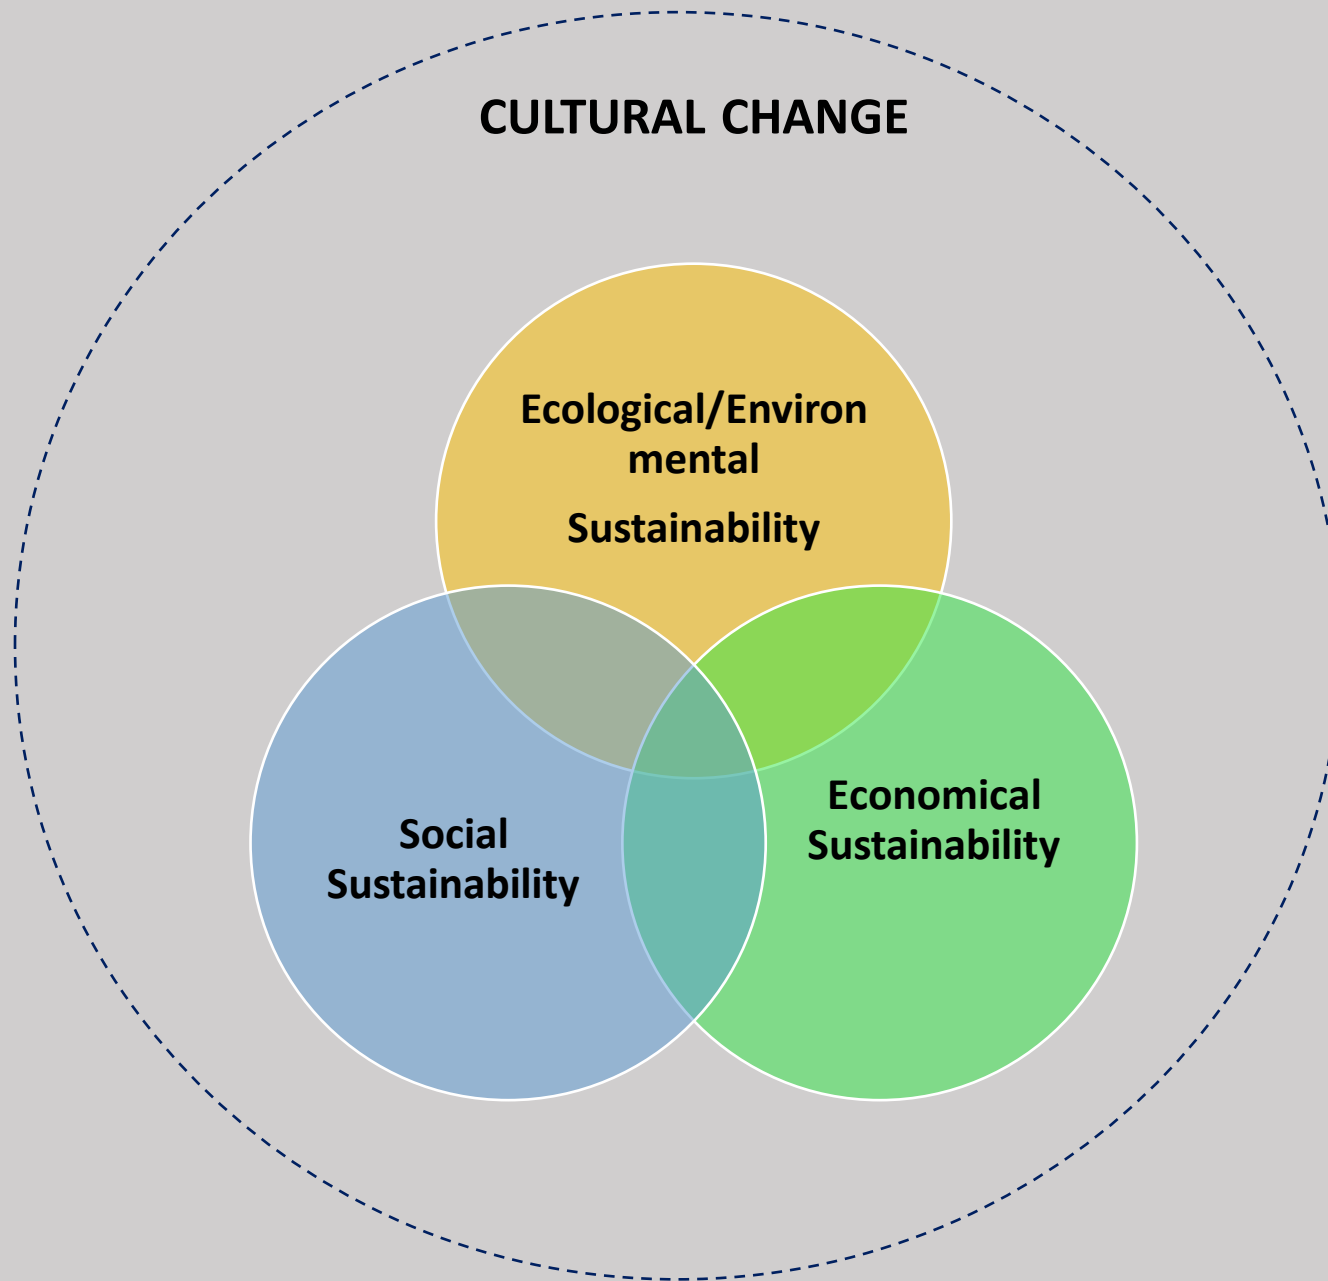 CULTURAL CHANGE
Ecological/Environ
mental
Sustainability
Economical
Sustainability
Social
Sustainability